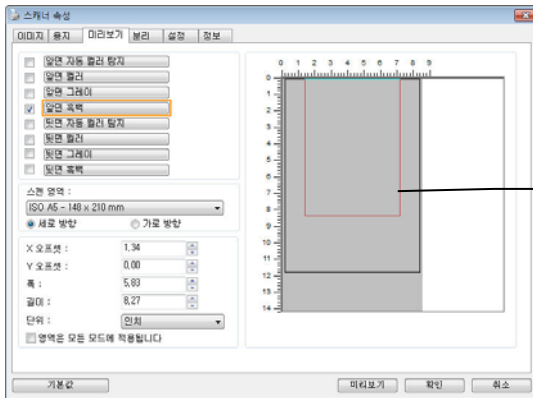 스캐너 속성
이미지 용지 미리보기 분리 설정 정보
앞면 자동 컬러 탐지
앞면 컬러
앞면 그레이
앞면 흑백
뒷면 자동 컬러 탐지
뒷면 컬러
뒷면 그레이
뒷면 흑백
스캔 영역 :
ISO A5 - 148 x 210 mm
세로 방향 가로 방향
X 오프셋 : 1,34
Y 오프셋 : 0,00
폭 : 5,83
길이 : 8,27
단위 : 인치
영역은 모든 모드에 적용됩니다
0 1 2 3 4 5 6 7 8 9
0
1
2
3
4
5
6
7
8
9
10
11
12
13
14
기본값 미리보기 확인 취소